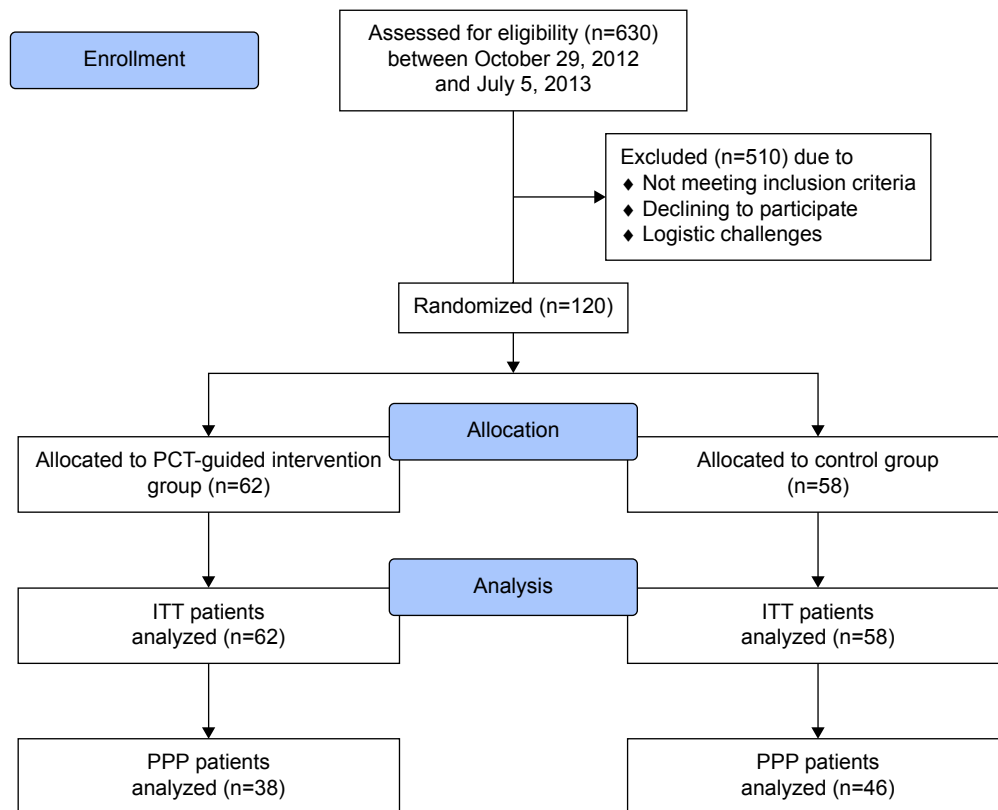 Enrollment
Assessed for eligibility (n=630)
between October 29, 2012
and July 5, 2013
Excluded (n=510) due to
♦ Not meeting inclusion criteria
♦ Declining to participate
♦ Logistic challenges
Randomized (n=120)
Allocation
Allocated to PCT-guided intervention
group (n=62)
Allocated to control group
(n=58)
Analysis
ITT patients
analyzed (n=62)
ITT patients
analyzed (n=58)
PPP patients
analyzed (n=38)
PPP patients
analyzed (n=46)